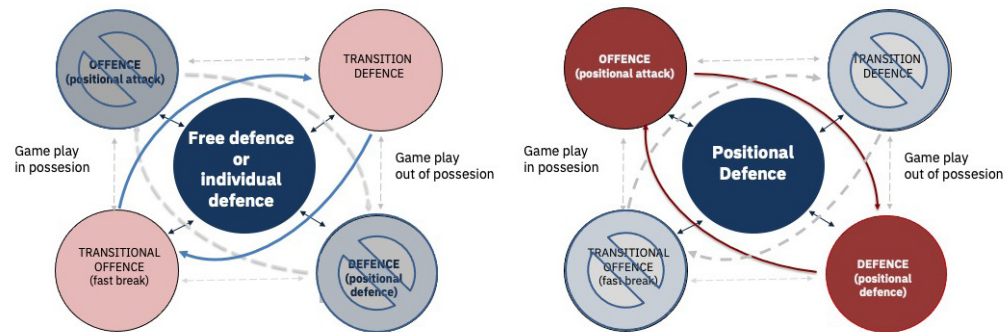 OFFENCE
(positional attack)
TRANSITION
DEFENCE
Free defence
or
individual
defence
Game play
in possesion
Game play
out of possesion
TRANSITIONAL
OFFENCE
(fast break)
DEFENCE
(positional
defence)
OFFENCE
(positional attack)
TRANSITION
DEFENCE
Positional
Defence
Game play
in possesion
Game play
out of possesion
TRANSITIONAL
OFFENCE
(fast break)
DEFENCE
(positional
defence)